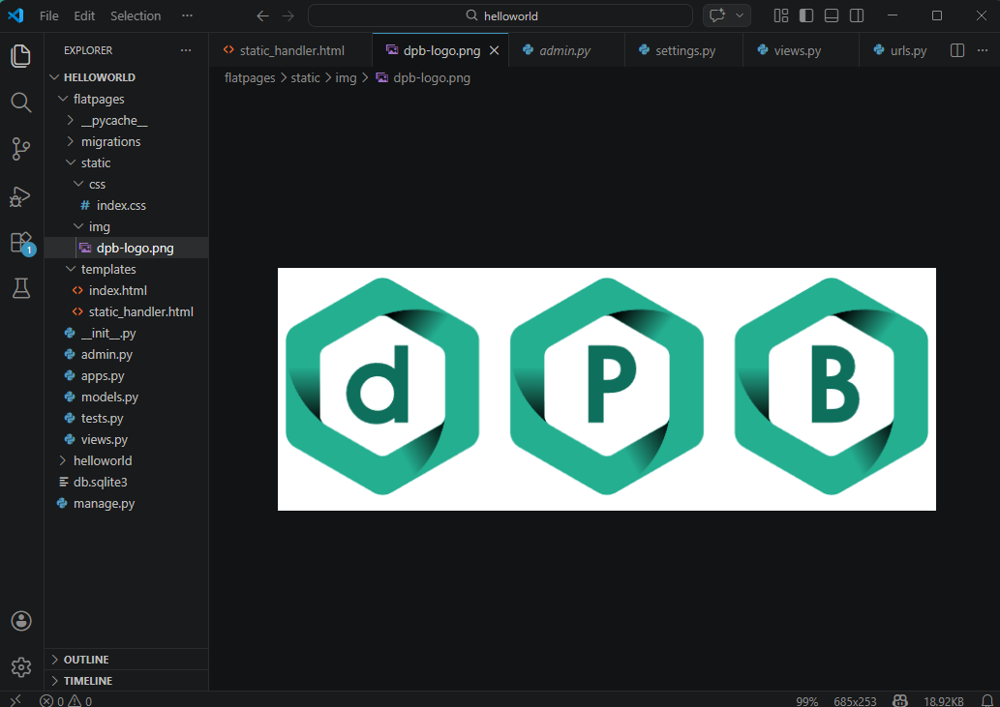 File Edit Selection ··· helloworld
EXPLORER ···
HELLOWORLD
flatpages
__pycache__
migrations
static
css
# index.css
img
dpb-logo.png
templates
<> index.html
<> static_handler.html
__init__.py
admin.py
apps.py
models.py
tests.py
views.py
helloworld
db.sqlite3
manage.py
OUTLINE
TIMELINE
1
<> static_handler.html dpb-logo.png admin.py settings.py views.py urls.py ···
flatpages > static > img > dpb-logo.png
d P B
0 0 99% 685x253 18.92KB